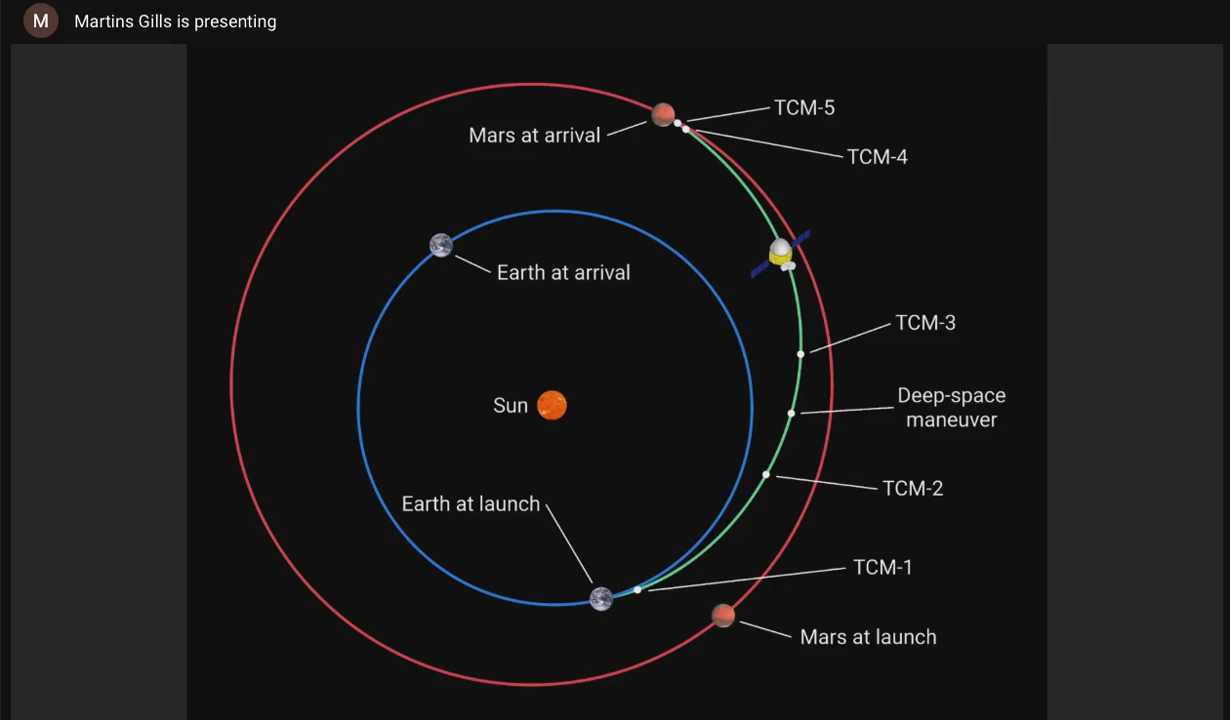 M
Martins Gills is presenting
TCM-5
Mars at arrival
TCM-4
Earth at arrival
TCM-3
Deep-space
maneuver
Sun
TCM-2
Earth at launch
TCM-1
Mars at launch